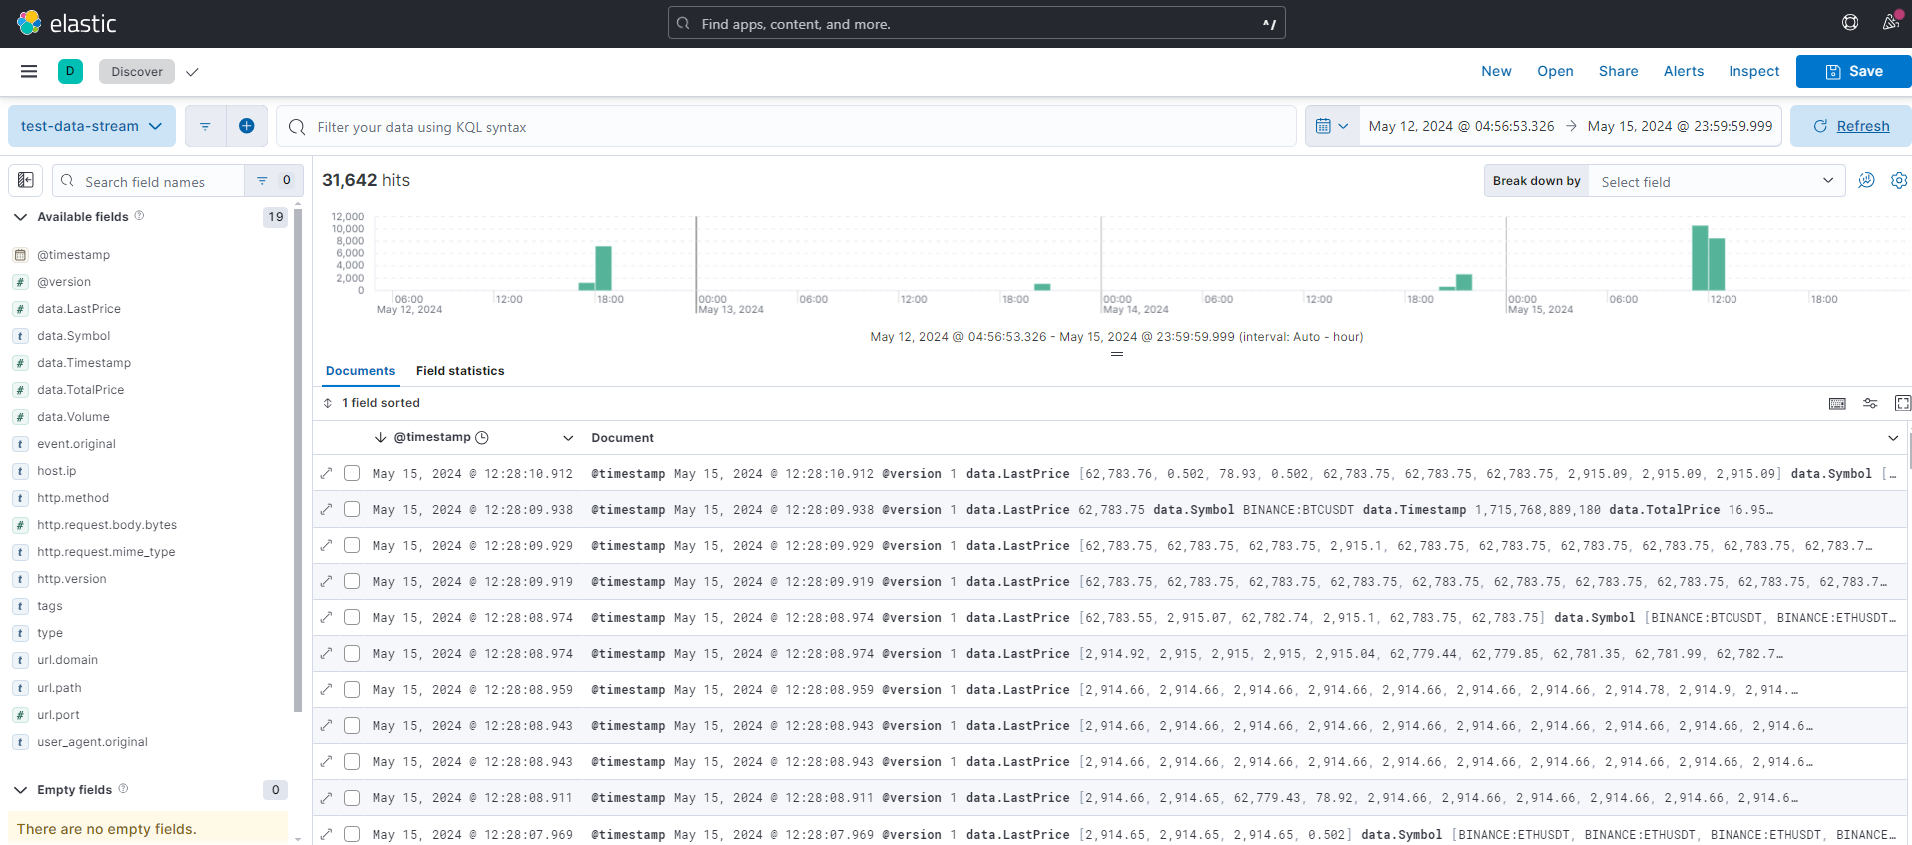 elastic
Find apps, content, and more.
^/
D
Discover
New
Open
Share
Alerts
Inspect
Save
test-data-stream
Filter your data using KQL syntax
May 12, 2024 @ 04:56:53.326 → May 15, 2024 @ 23:59:59.999
Refresh
Search field names
0
31,642 hits
Break down by
Select field
Available fields
19
@timestamp
@version
data.LastPrice
data.Symbol
data.Timestamp
data.TotalPrice
data.Volume
event.original
host.ip
http.method
http.request.body.bytes
http.request.mime_type
http.version
tags
type
url.domain
url.path
url.port
user_agent.original
Empty fields
0
There are no empty fields.
12,000
10,000
8,000
6,000
4,000
2,000
0
06:00 12:00 18:00 00:00 06:00 12:00 18:00 00:00 06:00 12:00 18:00 00:00 06:00 12:00 18:00
May 12, 2024 May 13, 2024 May 14, 2024 May 15, 2024
May 12, 2024 @ 04:56:53.326 - May 15, 2024 @ 23:59:59.999 (interval: Auto - hour)
Documents
Field statistics
1 field sorted
@timestamp
Document
May 15, 2024 @ 12:28:10.912 @timestamp May 15, 2024 @ 12:28:10.912 @version 1 data.LastPrice [62,783.76, 0.502, 78.93, 0.502, 62,783.75, 62,783.75, 62,783.75, 2,915.09, 2,915.09, 2,915.09] data.Symbol […
May 15, 2024 @ 12:28:09.938 @timestamp May 15, 2024 @ 12:28:09.938 @version 1 data.LastPrice 62,783.75 data.Symbol BINANCE:BTCUSDT data.Timestamp 1,715,768,889,180 data.TotalPrice 16.95…
May 15, 2024 @ 12:28:09.929 @timestamp May 15, 2024 @ 12:28:09.929 @version 1 data.LastPrice [62,783.75, 62,783.75, 62,783.75, 2,915.1, 62,783.75, 62,783.75, 62,783.75, 62,783.75, 62,783.75, 62,783.7…
May 15, 2024 @ 12:28:09.919 @timestamp May 15, 2024 @ 12:28:09.919 @version 1 data.LastPrice [62,783.75, 62,783.75, 62,783.75, 62,783.75, 62,783.75, 62,783.75, 62,783.75, 62,783.75, 62,783.75, 62,783.7…
May 15, 2024 @ 12:28:08.974 @timestamp May 15, 2024 @ 12:28:08.974 @version 1 data.LastPrice [62,783.55, 2,915.07, 62,782.74, 2,915.1, 62,783.75, 62,783.75] data.Symbol [BINANCE:BTCUSDT, BINANCE:ETHUSDT…
May 15, 2024 @ 12:28:08.974 @timestamp May 15, 2024 @ 12:28:08.974 @version 1 data.LastPrice [2,914.92, 2,915, 2,915, 2,915, 2,915.04, 62,779.44, 62,779.85, 62,781.35, 62,781.99, 62,782.7…
May 15, 2024 @ 12:28:08.959 @timestamp May 15, 2024 @ 12:28:08.959 @version 1 data.LastPrice [2,914.66, 2,914.66, 2,914.66, 2,914.66, 2,914.66, 2,914.66, 2,914.66, 2,914.78, 2,914.9, 2,914.…
May 15, 2024 @ 12:28:08.943 @timestamp May 15, 2024 @ 12:28:08.943 @version 1 data.LastPrice [2,914.66, 2,914.66, 2,914.66, 2,914.66, 2,914.66, 2,914.66, 2,914.66, 2,914.66, 2,914.66, 2,914.6…
May 15, 2024 @ 12:28:08.943 @timestamp May 15, 2024 @ 12:28:08.943 @version 1 data.LastPrice [2,914.66, 2,914.66, 2,914.66, 2,914.66, 2,914.66, 2,914.66, 2,914.66, 2,914.66, 2,914.66, 2,914.6…
May 15, 2024 @ 12:28:08.911 @timestamp May 15, 2024 @ 12:28:08.911 @version 1 data.LastPrice [2,914.66, 2,914.65, 62,779.43, 78.92, 2,914.66, 2,914.66, 2,914.66, 2,914.66, 2,914.66, 2,914.6…
May 15, 2024 @ 12:28:07.969 @timestamp May 15, 2024 @ 12:28:07.969 @version 1 data.LastPrice [2,914.65, 2,914.65, 2,914.65, 0.502] data.Symbol [BINANCE:ETHUSDT, BINANCE:ETHUSDT, BINANCE:ETHUSDT, BINANCE…